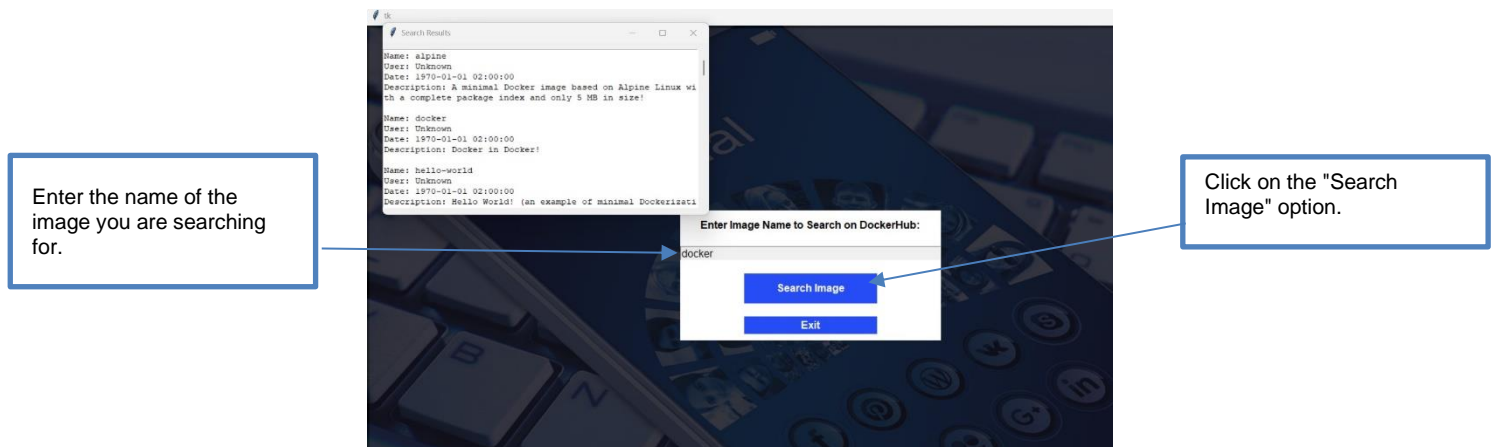 tk
Search Results
Name: alpine
User: Unknown
Date: 1970-01-01 02:00:00
Description: A minimal Docker image based on Alpine Linux wi
th a complete package index and only 5 MB in size!
Name: docker
User: Unknown
Date: 1970-01-01 02:00:00
Description: Docker in Docker!
Name: hello-world
User: Unknown
Date: 1970-01-01 02:00:00
Description: Hello World! (an example of minimal Dockerizati
Enter the name of the
image you are searching
for.
Enter Image Name to Search on DockerHub:
docker
Search Image
Exit
Click on the "Search
Image" option.
tal
B
N
in
G+